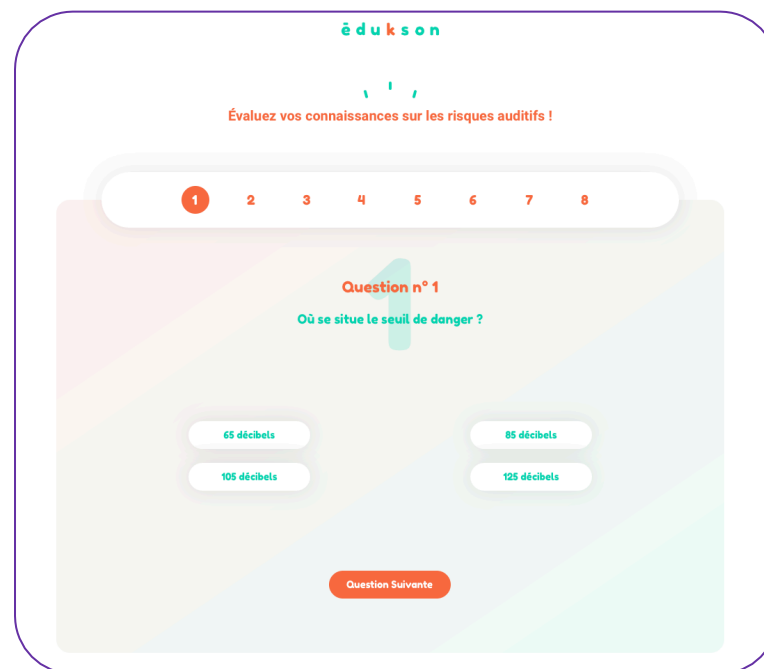 ēdukson
Évaluez vos connaissances sur les risques auditifs !
1 2 3 4 5 6 7 8
1
Question n° 1
Où se situe le seuil de danger ?
65 décibels 85 décibels
105 décibels 125 décibels
Question Suivante